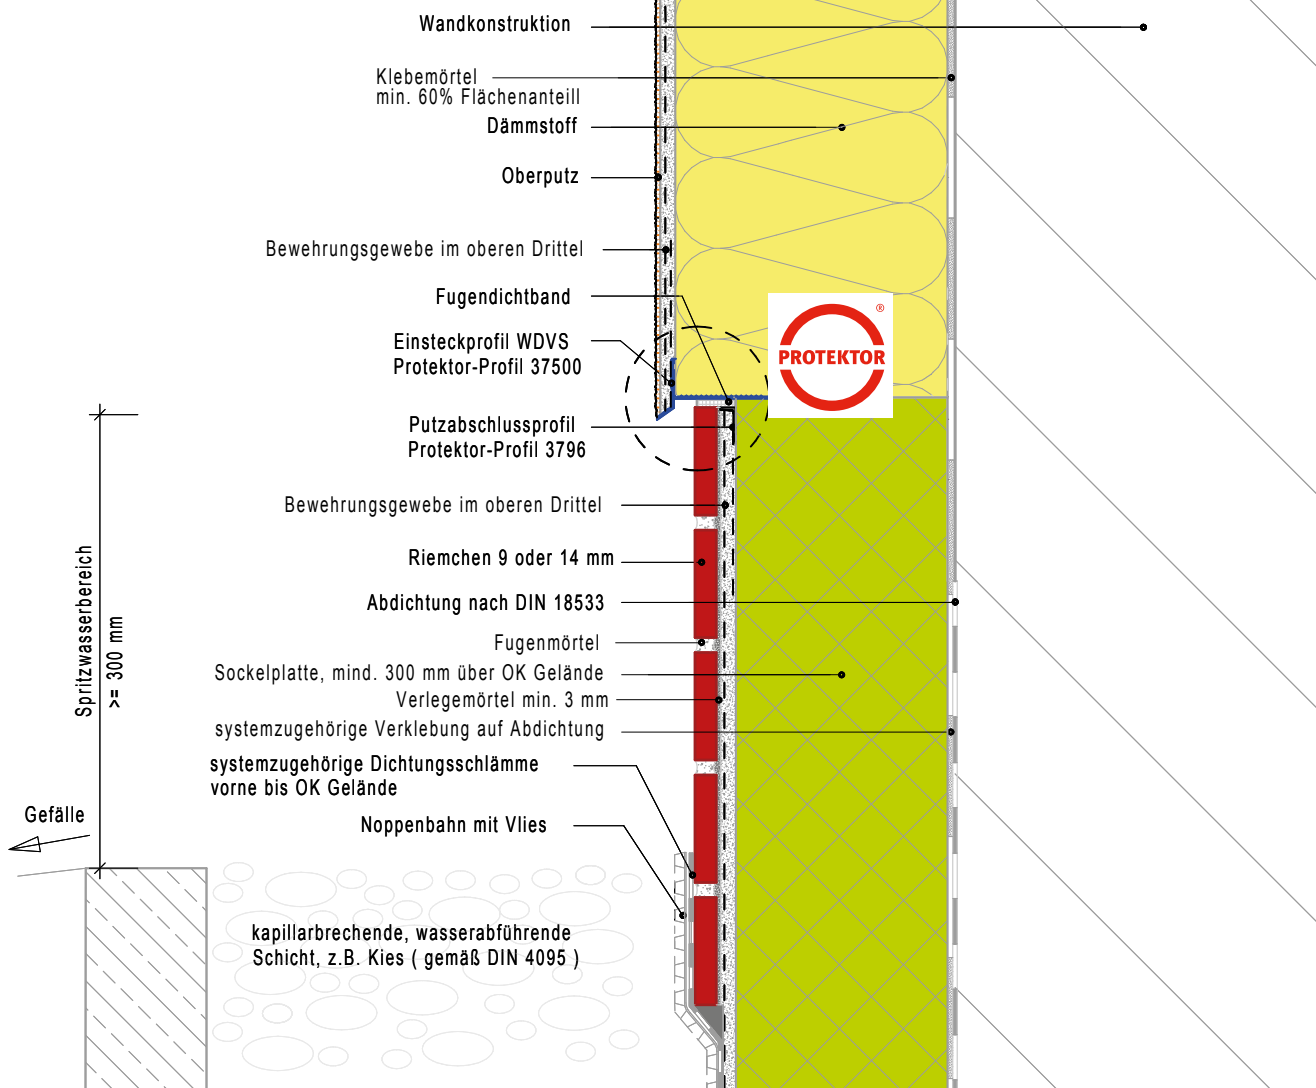 Wandkonstruktion
Klebemörtel
min. 60% Flächenanteill
Dämmstoff
Oberputz
Bewehrungsgewebe im oberen Drittel
Fugendichtband
Einsteckprofil WDVS
Protektor-Profil 37500
PROTEKTOR
®
Putzabschlussprofil
Protektor-Profil 3796
Bewehrungsgewebe im oberen Drittel
Riemchen 9 oder 14 mm
Abdichtung nach DIN 18533
Fugenmörtel
Sockelplatte, mind. 300 mm über OK Gelände
Verlegemörtel min. 3 mm
systemzugehörige Verklebung auf Abdichtung
systemzugehörige Dichtungsschlämme
vorne bis OK Gelände
Noppenbahn mit Vlies
Spritzwasserbereich
>= 300 mm
Gefälle
kapillarbrechende, wasserabführende
Schicht, z.B. Kies ( gemäß DIN 4095 )